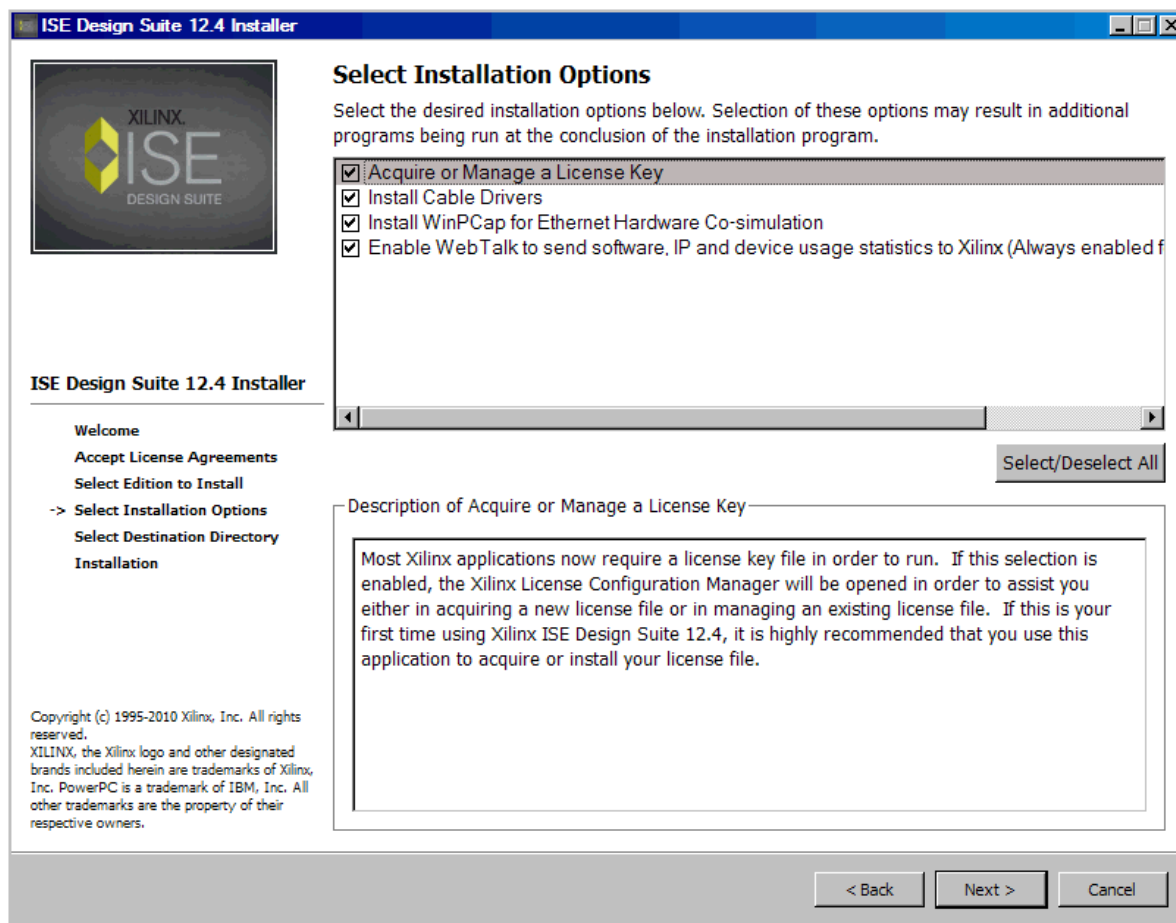 ISE Design Suite 12.4 Installer
XILINX.
ISE
DESIGN SUITE
Select Installation Options
Select the desired installation options below. Selection of these options may result in additional
programs being run at the conclusion of the installation program.
Acquire or Manage a License Key
Install Cable Drivers
Install WinPCap for Ethernet Hardware Co-simulation
Enable WebTalk to send software, IP and device usage statistics to Xilinx (Always enabled f
Select/Deselect All
ISE Design Suite 12.4 Installer
Welcome
Accept License Agreements
Select Edition to Install
-> Select Installation Options
Select Destination Directory
Installation
Description of Acquire or Manage a License Key
Most Xilinx applications now require a license key file in order to run. If this selection is
enabled, the Xilinx License Configuration Manager will be opened in order to assist you
either in acquiring a new license file or in managing an existing license file. If this is your
first time using Xilinx ISE Design Suite 12.4, it is highly recommended that you use this
application to acquire or install your license file.
Copyright (c) 1995-2010 Xilinx, Inc. All rights
reserved.
XILINX, the Xilinx logo and other designated
brands included herein are trademarks of Xilinx,
Inc. PowerPC is a trademark of IBM, Inc. All
other trademarks are the property of their
respective owners.
< Back
Next >
Cancel